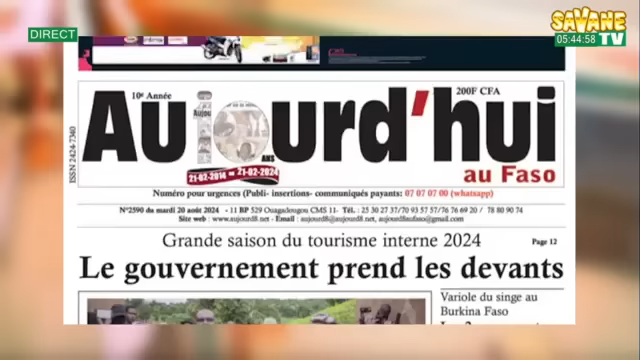 DIRECT
SAVANE
TV
05:44:58
10e Année
200F CFA
Aujourd'hui
au Faso
ANS
21-02-2014 21-02-2024
ISSN 2424-7340
Numéro pour urgences (Publi- insertions- communiqués payants: 07 07 07 00 (whatsapp)
N°2590 du mardi 20 août 2024 - 11 BP 529 Ouagadougou CMS 11- Tél. : 25 30 27 37/70 93 57 57/76 76 69 20 / 78 80 90 74
Site web : www.aujourd8.net - Email : aujourd8@aujourd8.net, aujourd8aufaso@gmail.com
Grande saison du tourisme interne 2024
Page 12
Le gouvernement prend les devants
Variole du singe au
Burkina Faso